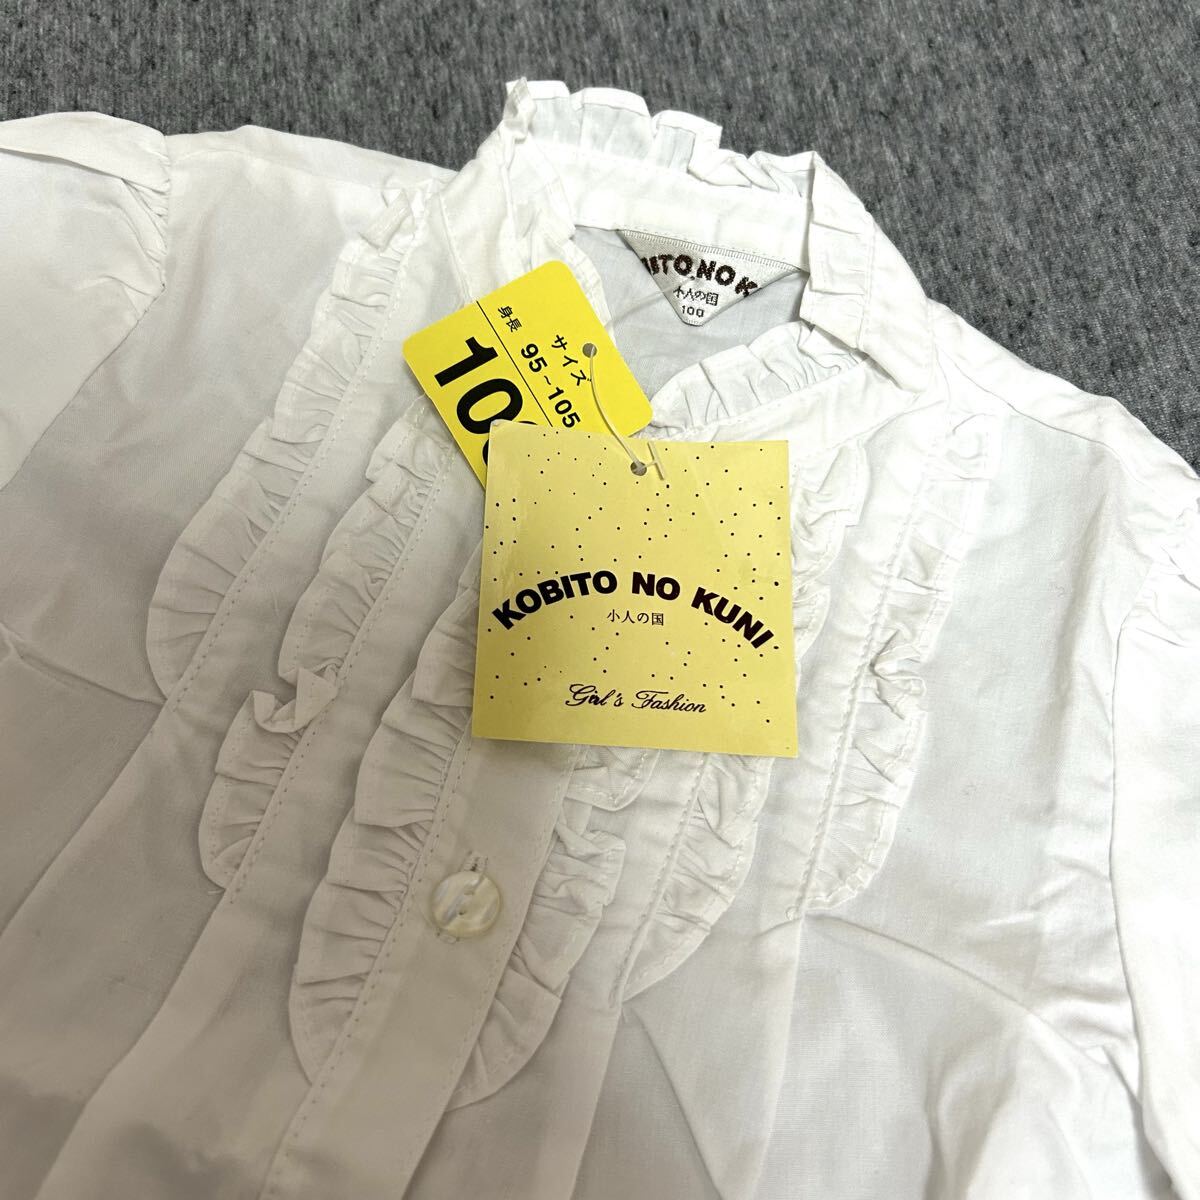 ITO NO K
小人の国
100
サイズ
身長 95~105
100
KOBITO NO KUNI
小人の国
Girl's Fashion